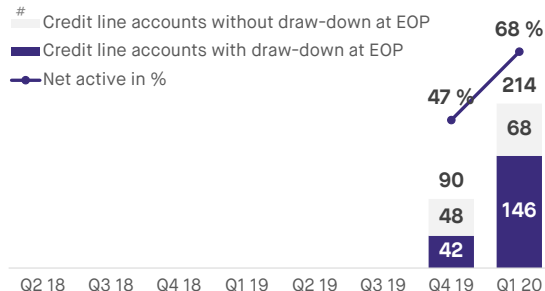 #
Credit line accounts without draw-down at EOP
Credit line accounts with draw-down at EOP
Net active in %
68 %
47 %
214
68
90
48
146
42
Q2 18 Q3 18 Q4 18 Q1 19 Q2 19 Q3 19 Q4 19 Q1 20